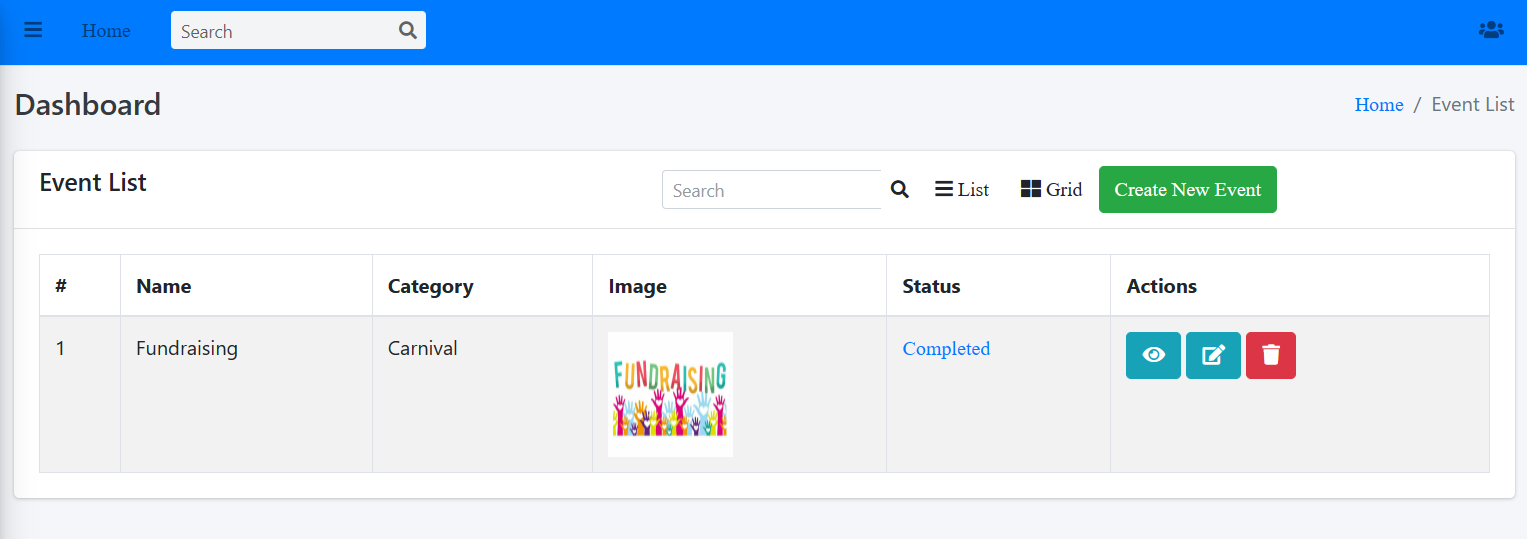 Home Search
Dashboard Home / Event List
Event List Search List Grid Create New Event
# Name Category Image Status Actions
1 Fundraising Carnival FUNDRAISING Completed